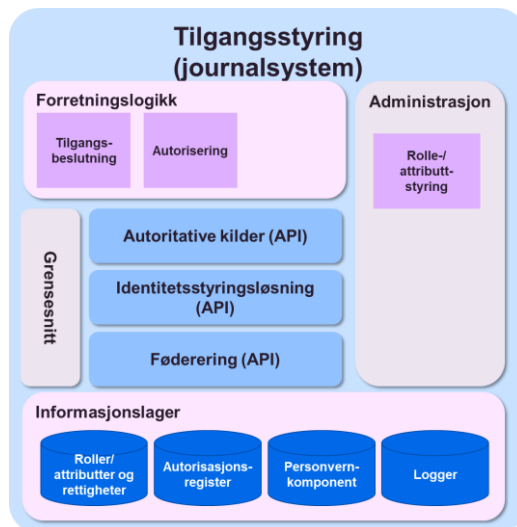 Tilgangsstyring
(journalsystem)
Forretningslogikk
Tilgangs-
beslutning
Autorisering
Administrasjon
Rolle-/
attributt-
styring
Grensesnitt
Autoritative kilder (API)
Identitetsstyringsløsning
(API)
Føderering (API)
Informasjonslager
Roller/
attributter og
rettigheter
Autorisasjons-
register
Personvern-
komponent
Logger